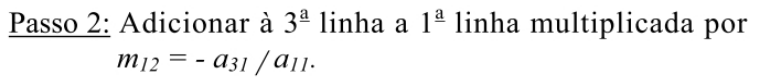 Passo 2: Adicionar à 3ª linha a 1ª linha multiplicada por
m12 = - a31 / a11.